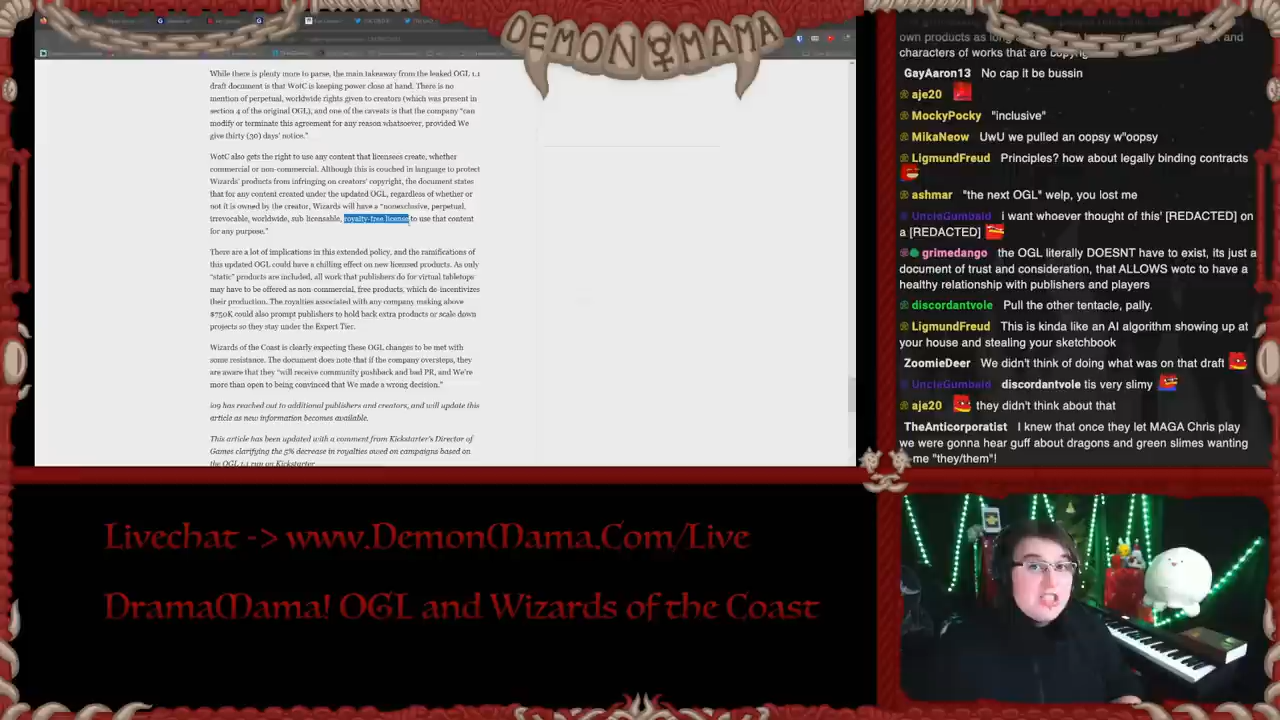 DEMON MAMA
While there is plenty more to parse, the main takeaway from the leaked OGL 1.1
draft document is that WotC is keeping power close at hand. There is no
mention of perpetual, worldwide rights given to creators (which was present in
section 4 of the original OGL), and one of the caveats is that the company “can
modify or terminate this agreement for any reason whatsoever, provided We
give thirty (30) days’ notice.”
WotC also gets the right to use any content that licensees create, whether
commercial or non-commercial. Although this is couched in language to protect
Wizards’ products from infringing on creators’ copyright, the document states
that for any content created under the updated OGL, regardless of whether or
not it is owned by the creator, Wizards will have a “nonexclusive, perpetual,
irrevocable, worldwide, sub-licensable, royalty-free license to use that content
for any purpose.”
There are a lot of implications in this extended policy, and the ramifications of
this updated OGL could have a chilling effect on new licensed products. As only
“static” products are included, all work that publishers do for virtual tabletops
may have to be offered as non-commercial, free products, which de-incentivizes
their production. The royalties associated with any company making above
$750K could also prompt publishers to hold back extra products or scale down
projects so they stay under the Expert Tier.
Wizards of the Coast is clearly expecting these OGL changes to be met with
some resistance. The document does note that if the company oversteps, they
are aware that they “will receive community pushback and bad PR, and We’re
more than open to being convinced that We made a wrong decision.”
io9 has reached out to additional publishers and creators, and will update this
article as new information becomes available.
This article has been updated with a comment from Kickstarter’s Director of
Games clarifying the 5% decrease in royalties owed on campaigns based on
the OGL 1.1 run on Kickstarter
own products as long as
characters of works that are
GayAaron13 No cap it be bussin
aje20
MockyPocky "inclusive"
MikaNeow UwU we pulled an oopsy w"oopsy
LigmundFreud Principles? how about legally binding contracts
ashmar "the next OGL" welp, you lost me
UncleGumbald i want whoever thought of this' [REDACTED] on
a [REDACTED]
grimedango the OGL literally DOESNT have to exist, its just a
document of trust and consideration, that ALLOWS wotc to have a
healthy relationship with publishers and players
discordantvole Pull the other tentacle, pally.
LigmundFreud This is kinda like an AI algorithm showing up at
your house and stealing your sketchbook
ZoomieDeer We didn't think of doing what was on that draft
UncleGumbald discordantvole tis very slimy
aje20 they didn't think about that
TheAnticorporatist I knew that once they let MAGA Chris play
we were gonna hear guff about dragons and green slimes wanting
me "they/them"!
Livechat -> www.DemonMama.Com/Live
DramaMama! OGL and Wizards of the Coast